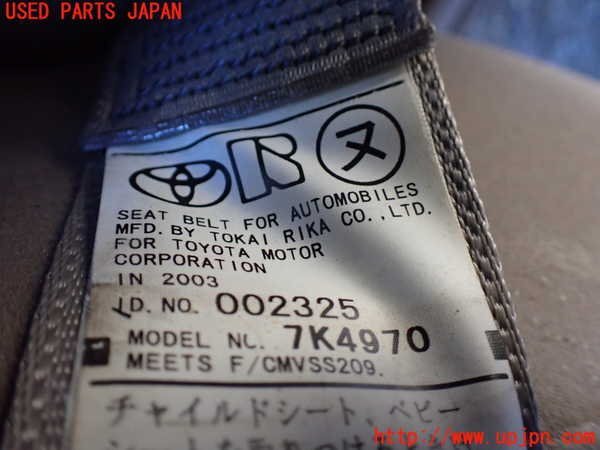 USED PARTS JAPAN
ヌ
SEAT BELT FOR AUTOMOBILES
MFD. BY TOKAI RIKA CO.,LTD.
FOR TOYOTA MOTOR
CORPORATION
IN 2003
I.D. NO. 002325
MODEL NO. 7K4970
MEETS F/CMVSS209.
チャイルドシート、ベビー
http://www.upjpn.com